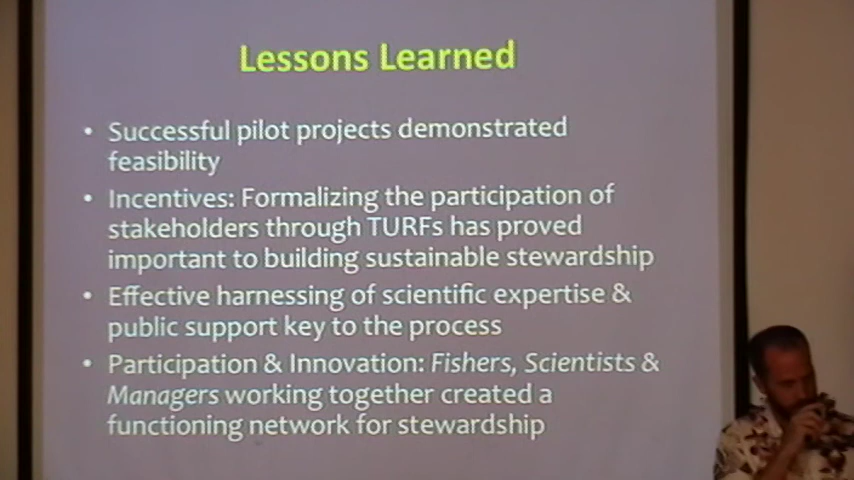 Lessons Learned
• Successful pilot projects demonstrated
feasibility
• Incentives: Formalizing the participation of
stakeholders through TURFs has proved
important to building sustainable stewardship
• Effective harnessing of scientific expertise &
public support key to the process
• Participation & Innovation: Fishers, Scientists &
Managers working together created a
functioning network for stewardship